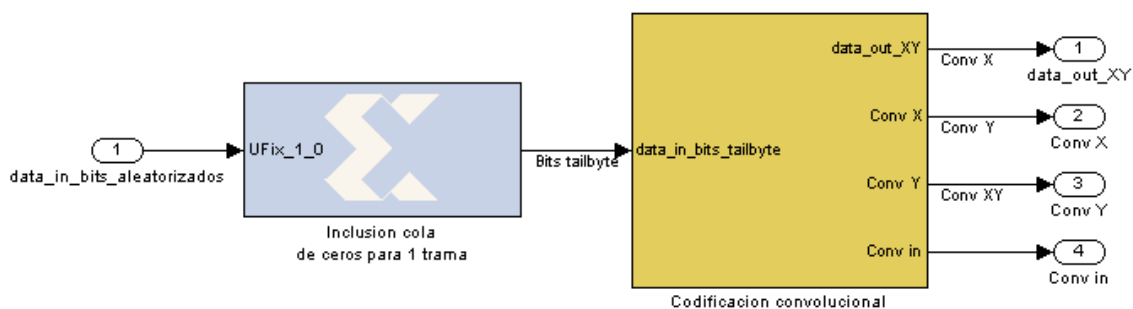 data_out_XY
Conv X
1
data_out_XY
Conv X
Conv Y
2
Conv X
1
data_in_bits_aleatorizados
UFix_1_0
Bits tailbyte
data_in_bits_tailbyte
Conv Y
Conv XY
3
Conv Y
Inclusion cola
de ceros para 1 trama
Conv in
4
Conv in
Codificacion convolucional